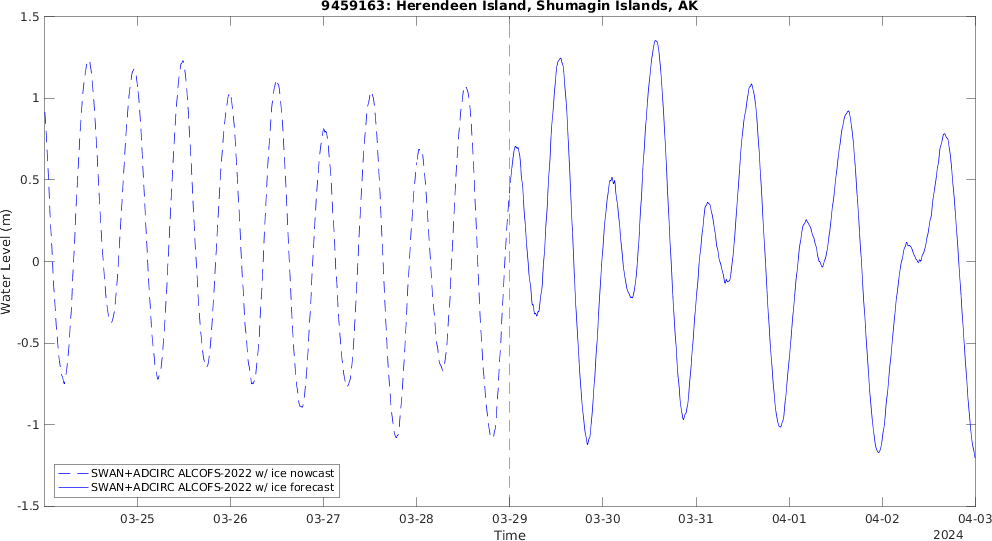 9459163: Herendeen Island, Shumagin Islands, AK
1.5
1
0.5
0
-0.5
-1
-1.5
Water Level (m)
SWAN+ADCIRC ALCOFS-2022 w/ ice nowcast
SWAN+ADCIRC ALCOFS-2022 w/ ice forecast
03-25 03-26 03-27 03-28 03-29 03-30 03-31 04-01 04-02 04-03
Time
2024